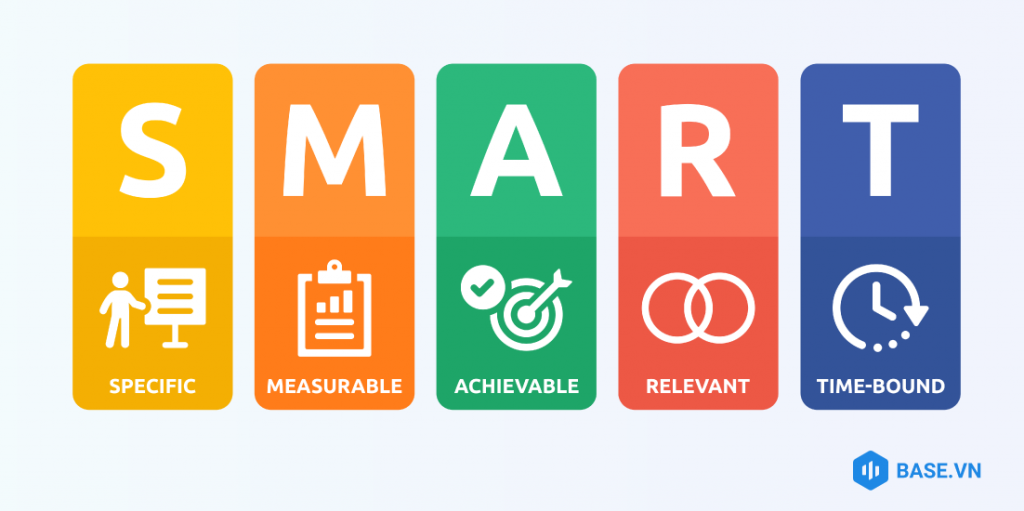 S M A R T
SPECIFIC MEASURABLE ACHIEVABLE RELEVANT TIME-BOUND
BASE.VN